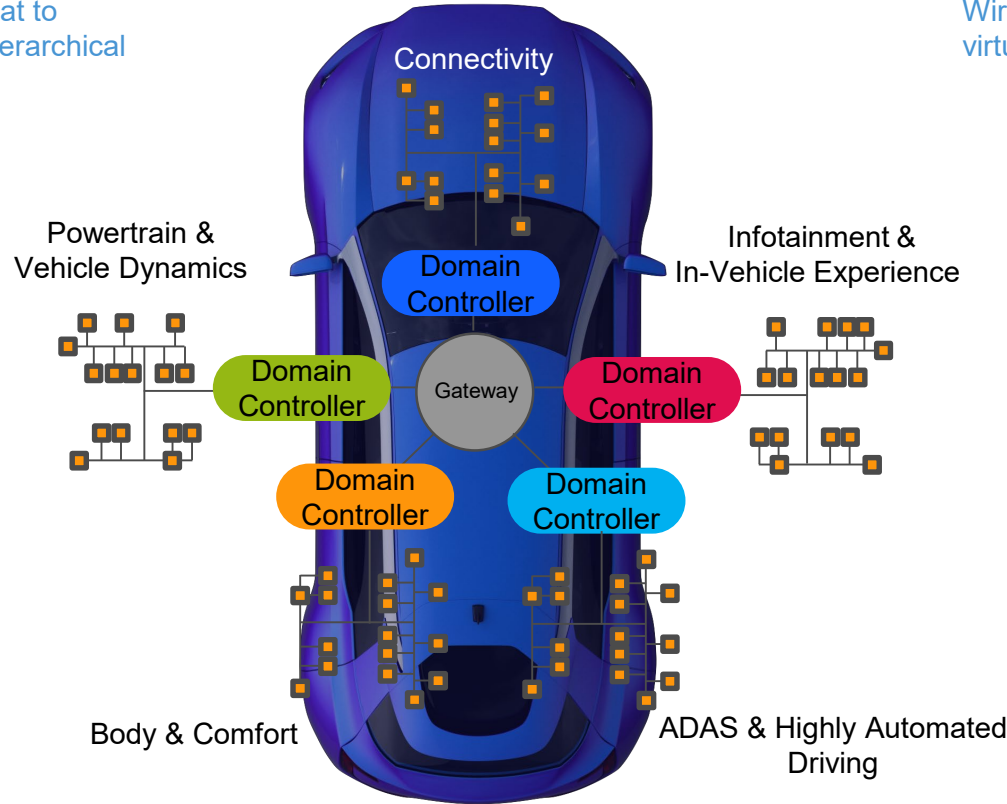 at to
erarchical
Wir
virtu
Connectivity
Powertrain &
Vehicle Dynamics
Infotainment &
In-Vehicle Experience
Domain
Controller
Domain
Controller
Gateway
Domain
Controller
Domain
Controller
Domain
Controller
Body & Comfort
ADAS & Highly Automated
Driving